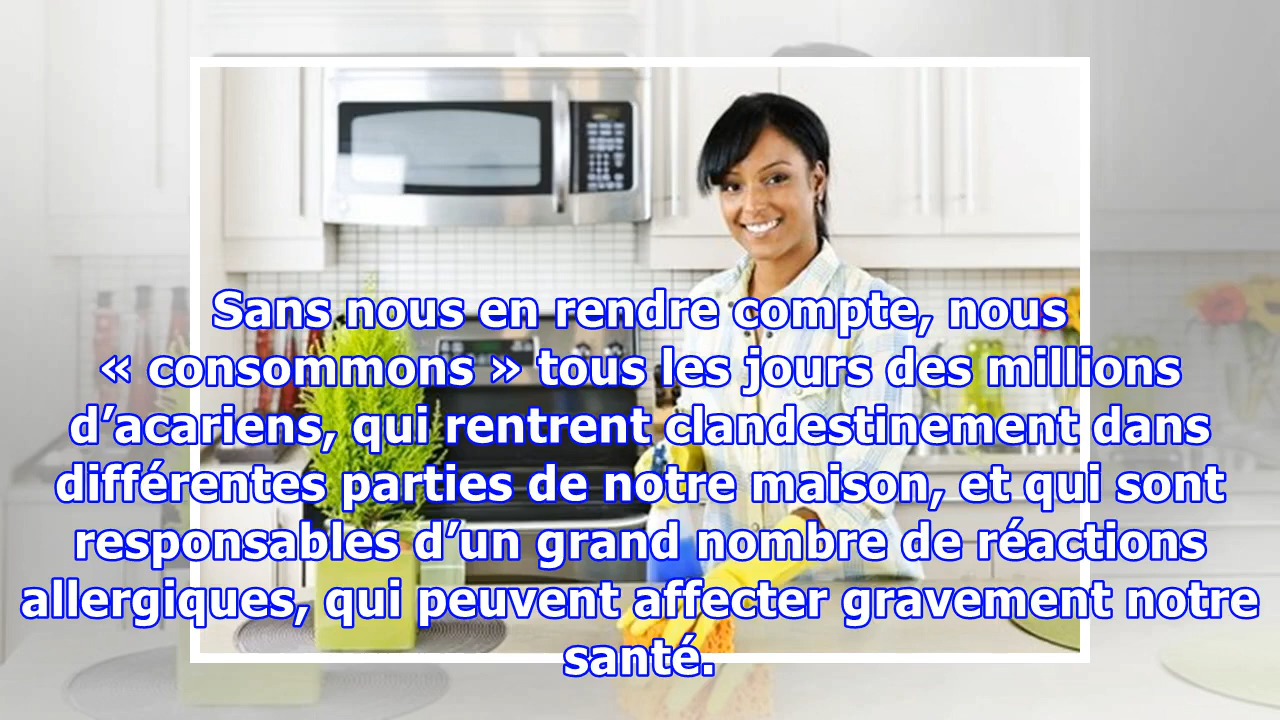 Sans nous en rendre compte, nous
« consommons » tous les jours des millions
d’acariens, qui rentrent clandestinement dans
différentes parties de notre maison, et qui sont
responsables d’un grand nombre de réactions
allergiques, qui peuvent affecter gravement notre
santé.